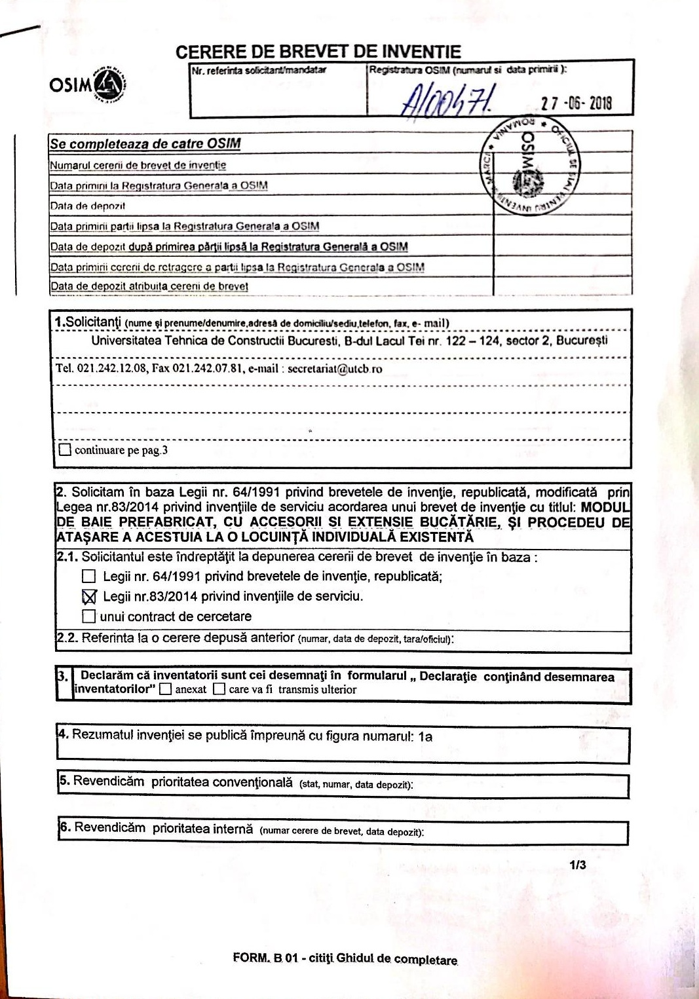 CERERE DE BREVET DE INVENTIE
OSIM
Nr. referinta solicitant/mandatar
Registratura OSIM (numarul si data primirii ):
A/00471.
27-06-2018
ROMANIA * OFICIUL DE STAT PENTRU INVENTII MARCI *
OSIM
Se completeaza de catre OSIM
Numarul cererii de brevet de inventie
Data primirii la Registratura Generala a OSIM
Data de depozit
Data primirii partii lipsa la Registratura Generala a OSIM
Data de depozit după primirea părţii lipsă la Registratura Generală a OSIM
Data primirii cererii de retragere a partii lipsa la Registratura Generala a OSIM
Data de depozit atribuita cererii de brevet
1.Solicitanţi (nume şi prenume/denumire,adresă de domiciliu/sediu,telefon, fax, e- mail)
Universitatea Tehnica de Constructii Bucuresti, B-dul Lacul Tei nr. 122 – 124, sector 2, Bucureşti
Tel. 021.242.12.08, Fax 021.242.07.81, e-mail : secretariat@utcb.ro
continuare pe pag.3
2. Solicitam în baza Legii nr. 64/1991 privind brevetele de invenţie, republicată, modificată prin
Legea nr.83/2014 privind invenţiile de serviciu acordarea unui brevet de invenţie cu titlul: MODUL
DE BAIE PREFABRICAT, CU ACCESORII SI EXTENSIE BUCĂTĂRIE, ŞI PROCEDEU DE
ATAŞARE A ACESTUIA LA O LOCUINŢĂ INDIVIDUALĂ EXISTENTĂ
2.1. Solicitantul este îndreptăţit la depunerea cererii de brevet de invenţie în baza :
Legii nr. 64/1991 privind brevetele de invenţie, republicată;
Legii nr.83/2014 privind invenţiile de serviciu.
unui contract de cercetare
2.2. Referinta la o cerere depusă anterior (numar, data de depozit, tara/oficiul):
3. Declarăm că inventatorii sunt cei desemnaţi în formularul „ Declaraţie conţinând desemnarea
inventatorilor" anexat care va fi transmis ulterior
4. Rezumatul invenţiei se publică împreună cu figura numarul: 1a
5. Revendicăm prioritatea convenţională (stat, numar, data depozit):
6. Revendicăm prioritatea internă (numar cerere de brevet, data depozit):
1/3
FORM. B 01 - citiţi Ghidul de completare